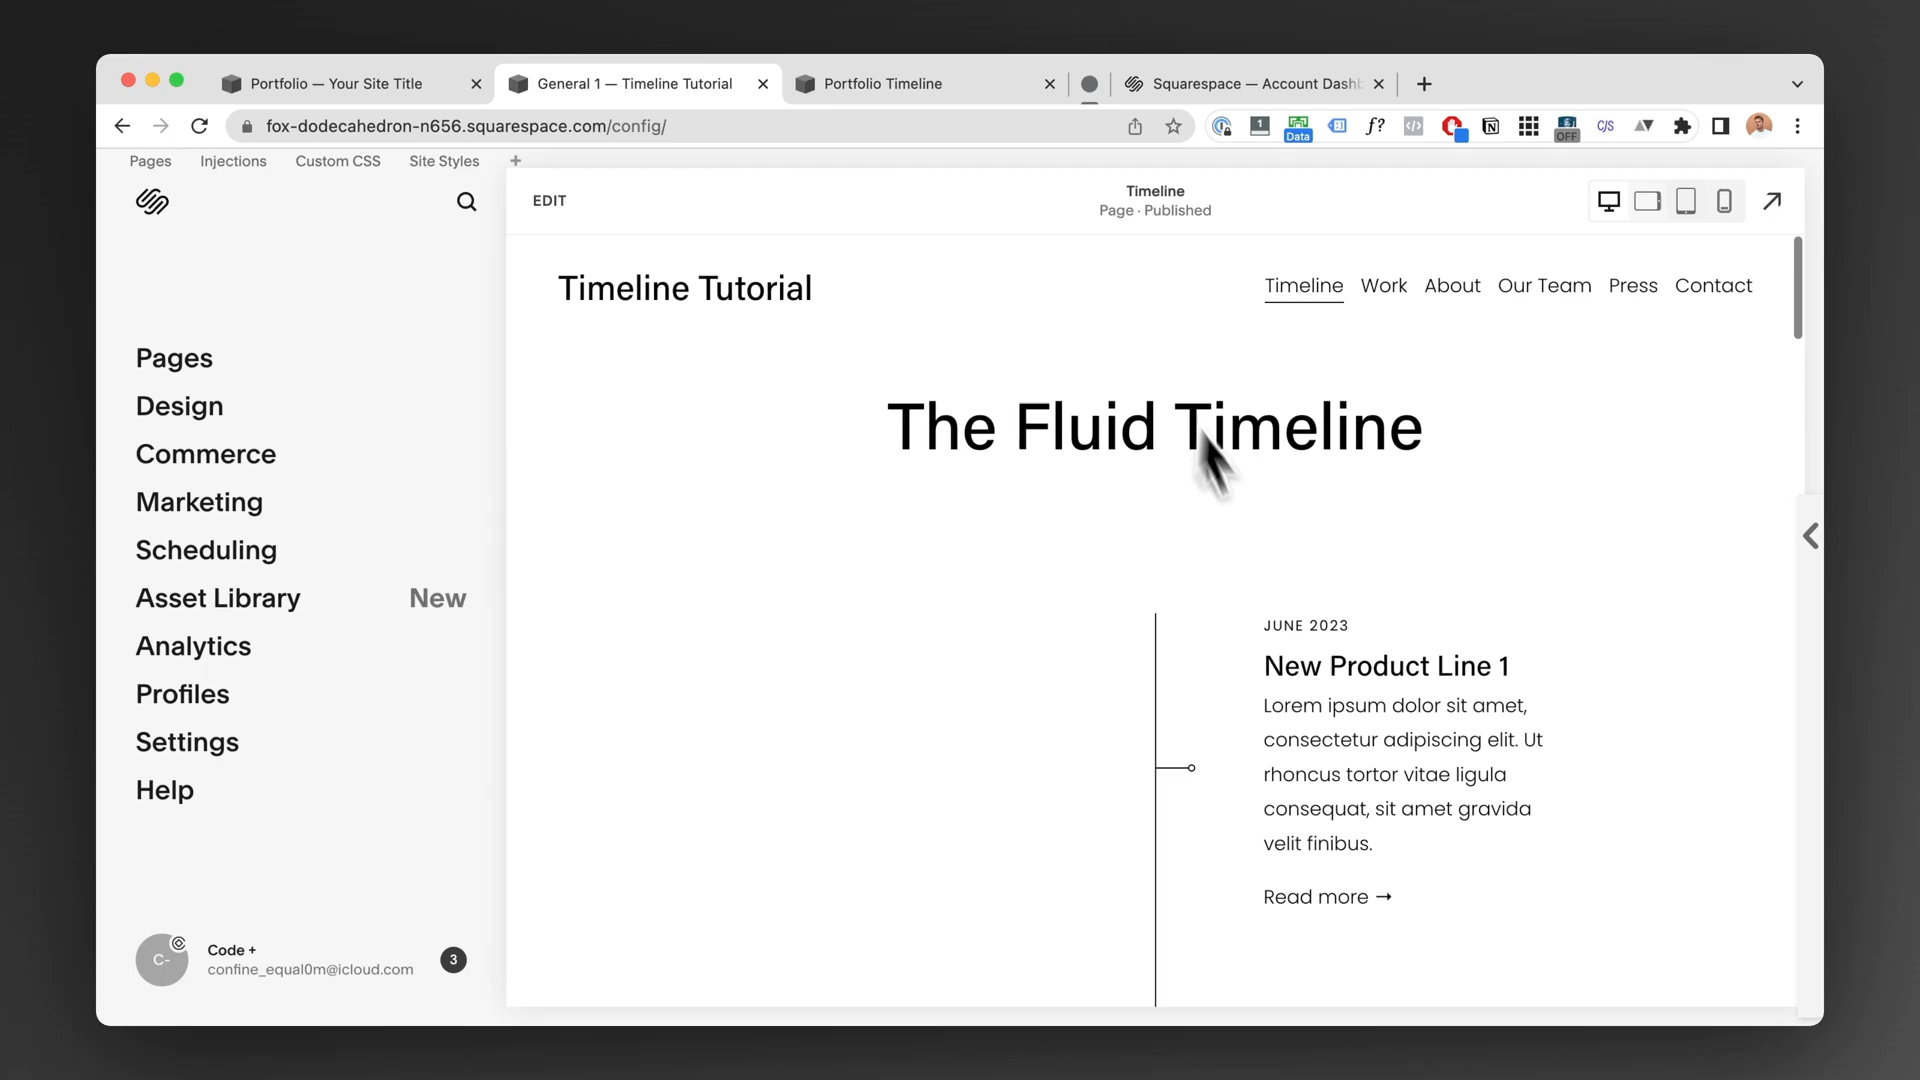 Portfolio — Your Site Title
General 1 — Timeline Tutorial
Portfolio Timeline
Squarespace — Account Dashb
fox-dodecahedron-n656.squarespace.com/config/
1
Data
f?
OFF
C/S
Pages
Injections
Custom CSS
Site Styles
EDIT
Timeline
Page · Published
Timeline Tutorial
Timeline Work About Our Team Press Contact
The Fluid Timeline
Pages
Design
Commerce
Marketing
Scheduling
Asset Library New
Analytics
Profiles
Settings
Help
JUNE 2023
New Product Line 1
Lorem ipsum dolor sit amet,
consectetur adipiscing elit. Ut
rhoncus tortor vitae ligula
consequat, sit amet gravida
velit finibus.
Read more →
C-
Code +
confine_equal0m@icloud.com
3